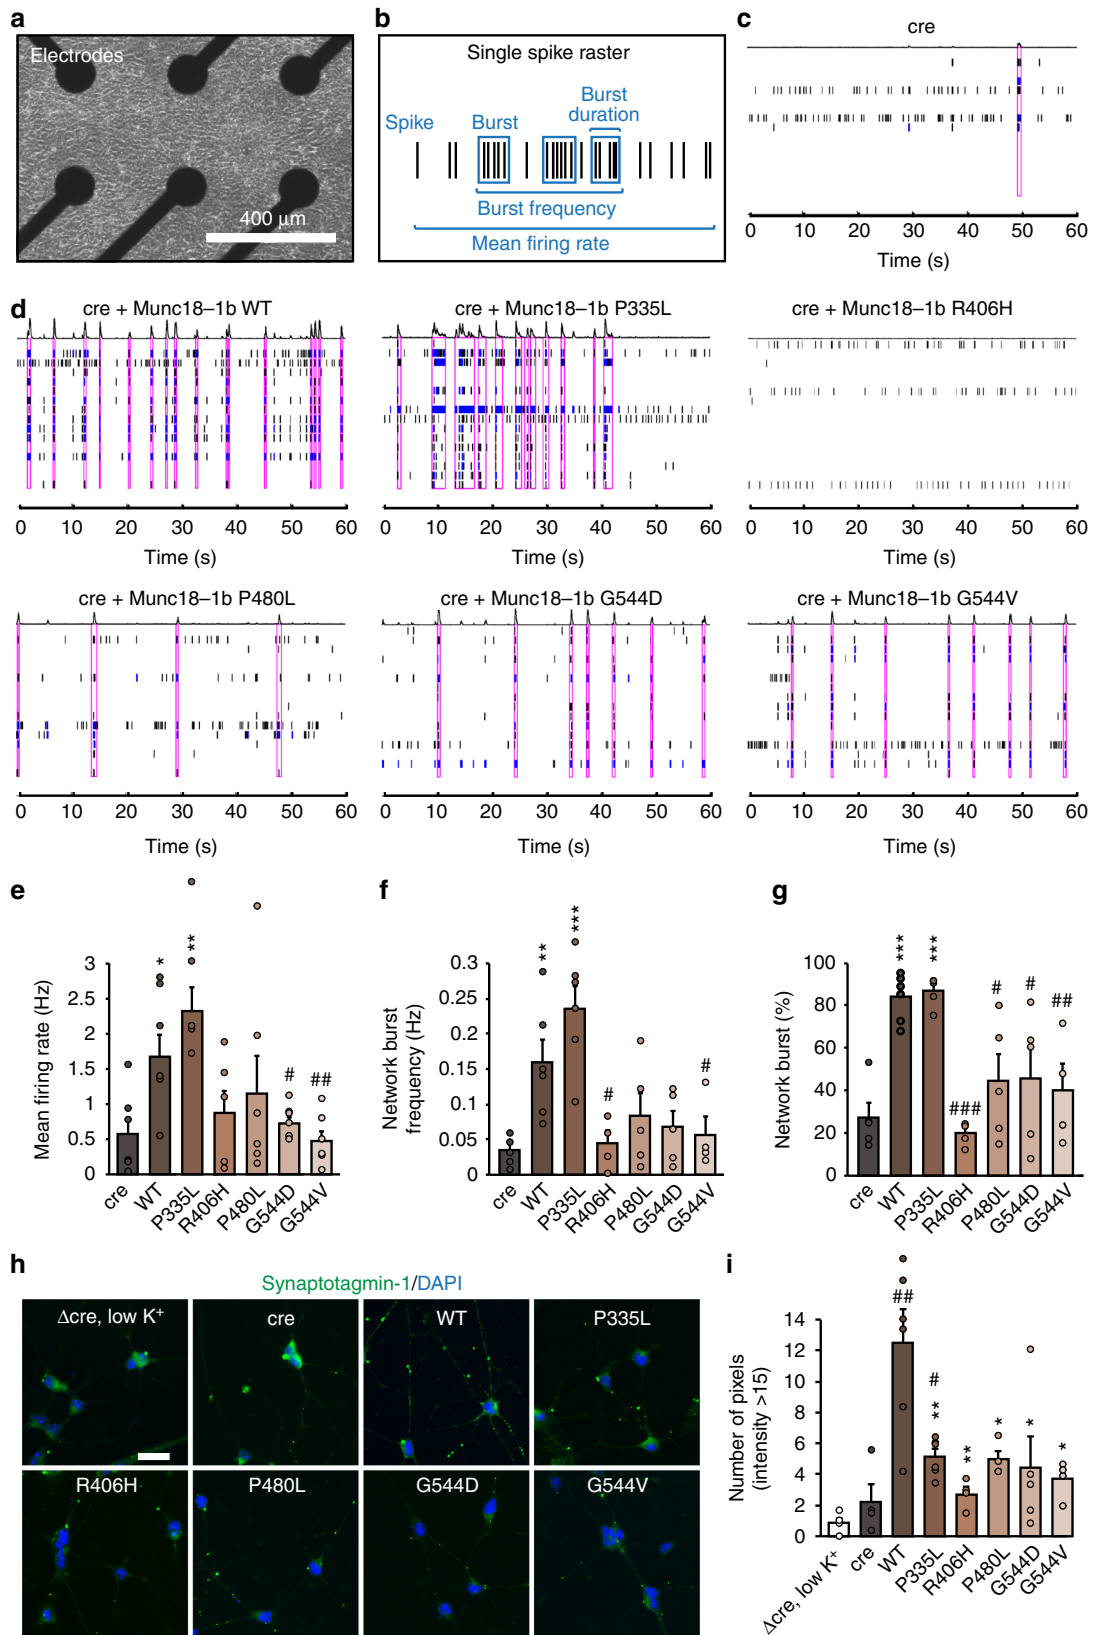 a
Electrodes
400 µm
b
Single spike raster
Spike
Burst
Burst
duration
Burst frequency
Mean firing rate
c
cre
0 10 20 30 40 50 60
Time (s)
d
cre + Munc18–1b WT
0 10 20 30 40 50 60
Time (s)
cre + Munc18–1b P335L
0 10 20 30 40 50 60
Time (s)
cre + Munc18–1b R406H
0 10 20 30 40 50 60
Time (s)
cre + Munc18–1b P480L
0 10 20 30 40 50 60
Time (s)
cre + Munc18–1b G544D
0 10 20 30 40 50 60
Time (s)
cre + Munc18–1b G544V
0 10 20 30 40 50 60
Time (s)
e
Mean firing rate (Hz)
3
2.5
2
1.5
1
0.5
0
*
**
#
##
cre WT P335L R406H P480L G544D G544V
f
Network burst
frequency (Hz)
0.3
0.25
0.2
0.15
0.1
0.05
0
**
***
#
#
cre WT P335L R406H P480L G544D G544V
g
Network burst (%)
100
80
60
40
20
0
***
***
###
#
#
##
cre WT P335L R406H P480L G544D G544V
h
Synaptotagmin-1/DAPI
Δcre, low K⁺
cre
WT
P335L
R406H
P480L
G544D
G544V
i
Number of pixels
(intensity >15)
14
12
10
8
6
4
2
0
##
#
**
**
*
*
*
Δcre, low K⁺ cre WT P335L R406H P480L G544D G544V